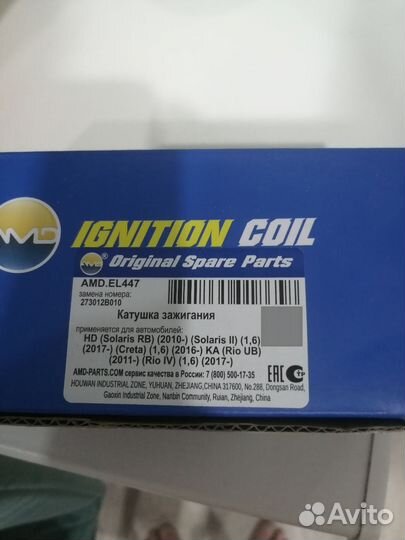 AMD
IGNITION COIL
Original Spare Parts
AMD.EL447
замена номера:
273012B010
Катушка зажигания
применяется для автомобилей:
HD (Solaris RB) (2010-) (Solaris II) (1,6)
(2017-) (Creta) (1,6) (2016-) KA (Rio UB)
(2011-) (Rio IV) (1,6) (2017-)
AMD-PARTS.COM сервис качества в России: 7 (800) 500-17-35
HOUWAN INDUSTRIAL ZONE, YUHUAN, ZHEJIANG,CHINA 317600, No.288, Dongsan Road,
Gaoxin Industrial Zone, Nanbin Community, Ruian, Zhejiang, China
EAC
Avito